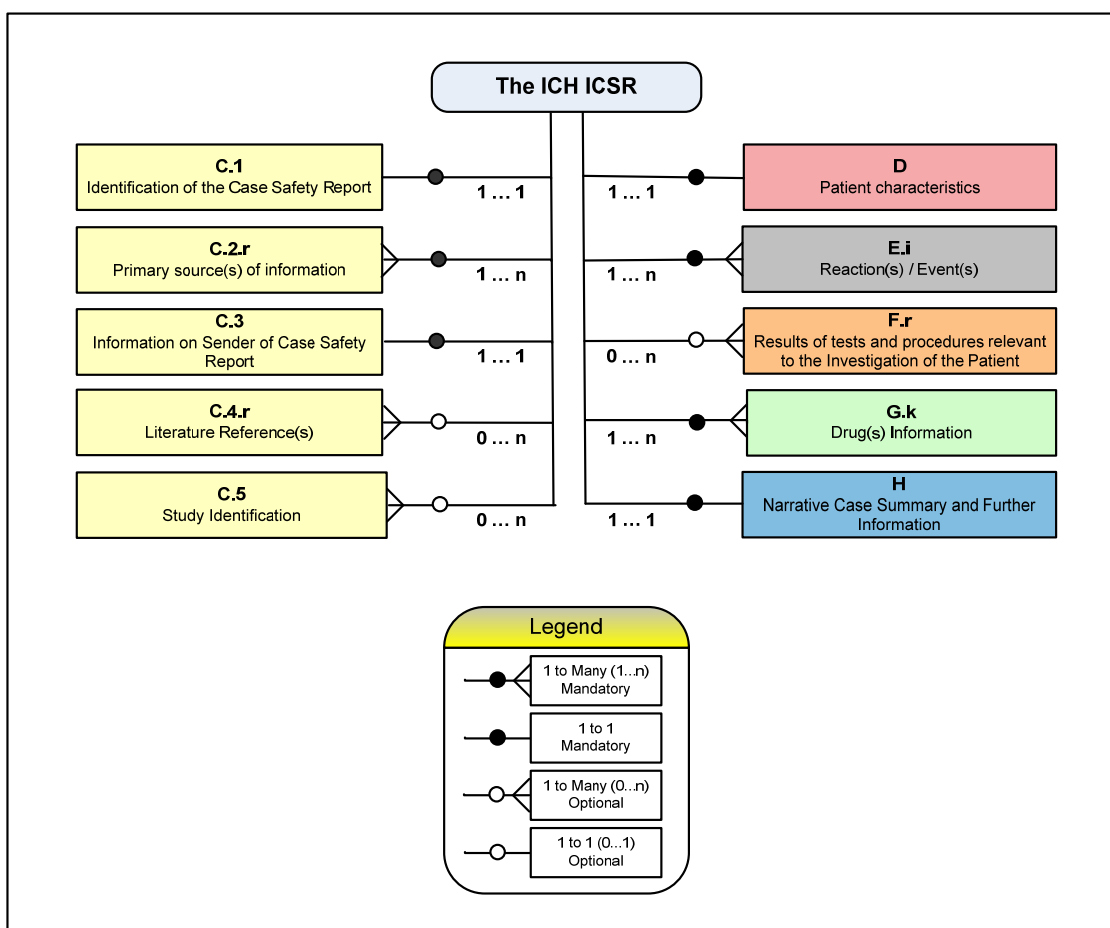 The ICH ICSR
C.1
Identification of the Case Safety Report
1 ... 1
C.2.r
Primary source(s) of information
1 ... n
C.3
Information on Sender of Case Safety
Report
1 ... 1
C.4.r
Literature Reference(s)
0 ... n
C.5
Study Identification
0 ... n
D
Patient characteristics
1 ... 1
E.i
Reaction(s) / Event(s)
1 ... n
F.r
Results of tests and procedures relevant
to the Investigation of the Patient
0 ... n
G.k
Drug(s) Information
1 ... n
H
Narrative Case Summary and Further
Information
1 ... 1
Legend
1 to Many (1...n)
Mandatory
1 to 1
Mandatory
1 to Many (0...n)
Optional
1 to 1 (0...1)
Optional